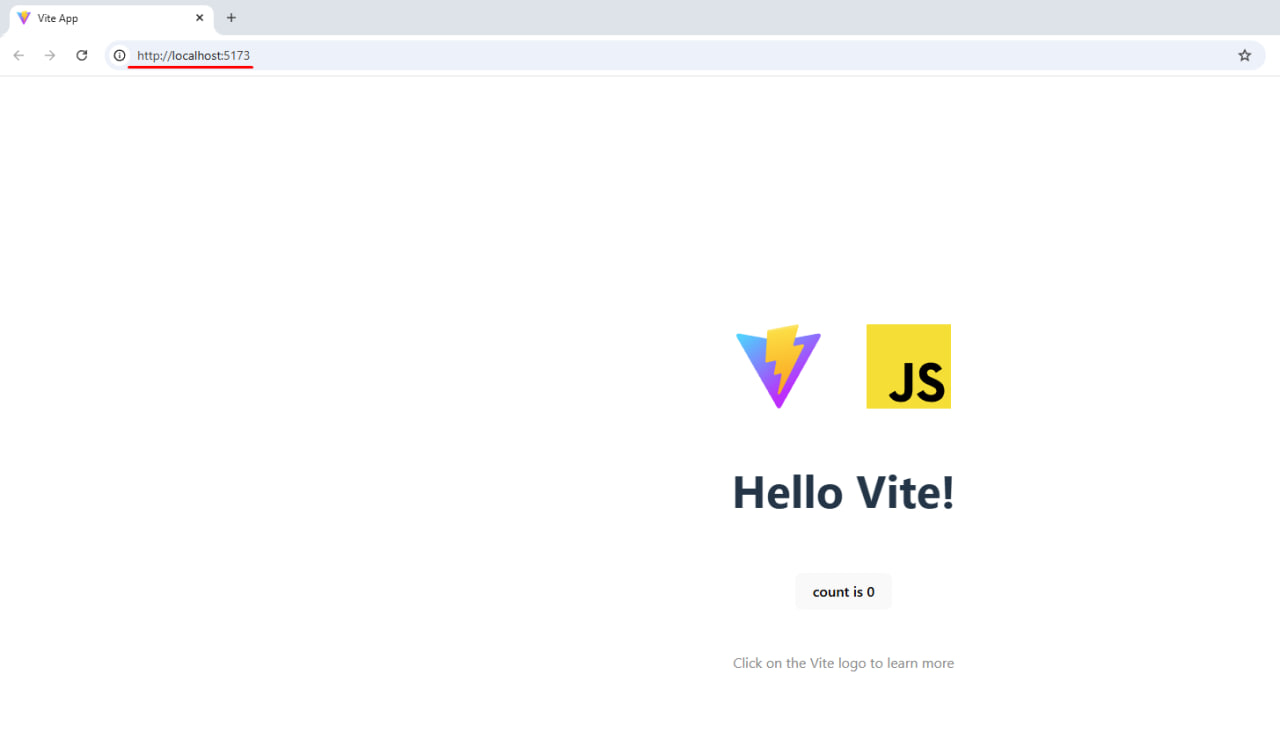 Vite App
http://localhost:5173
JS
Hello Vite!
count is 0
Click on the Vite logo to learn more